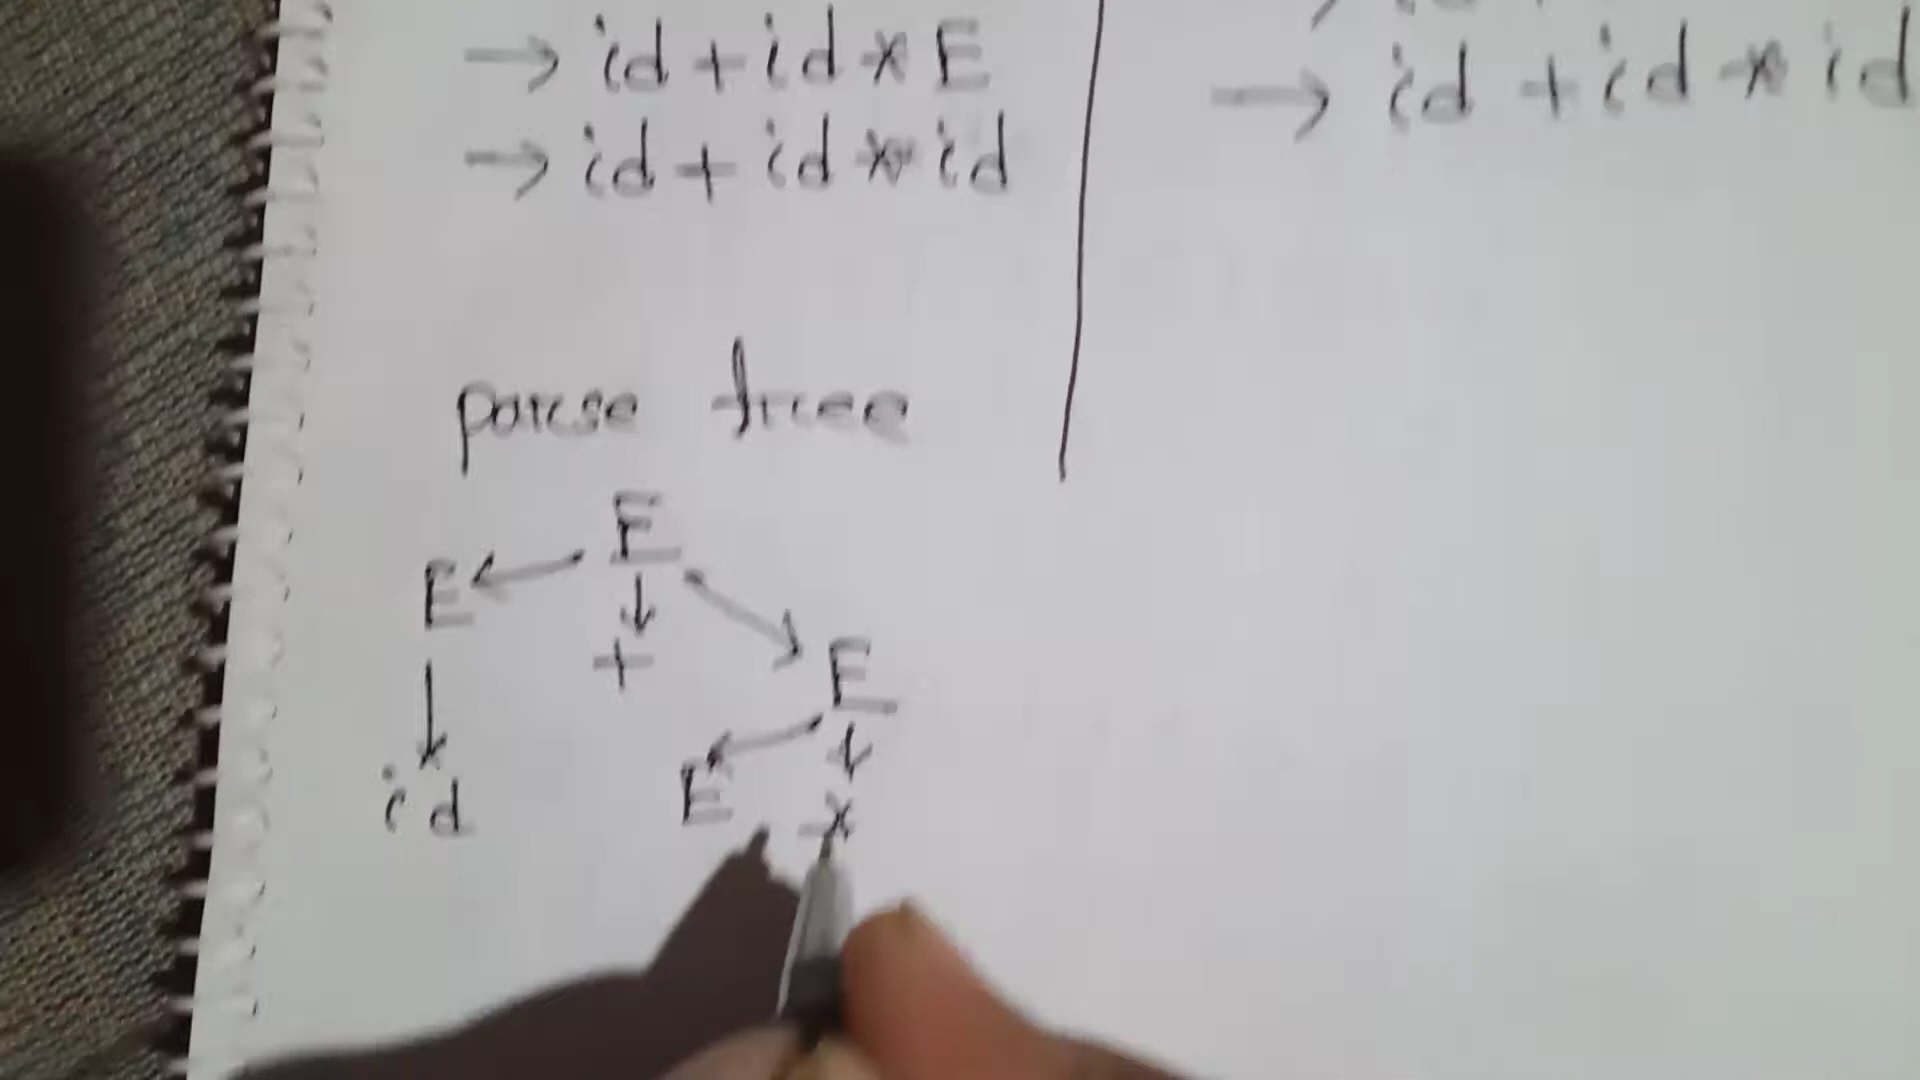 → id + id * E
→ id + id * id
→ id + id * id
parse tree
E
E
+
E
id
E
*